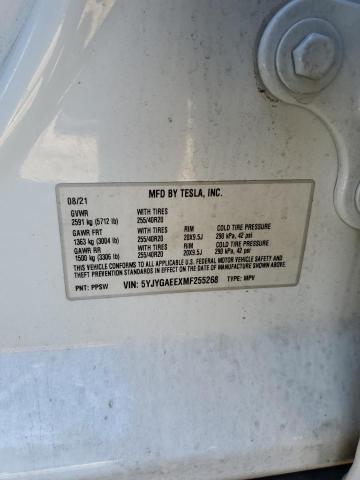 08/21 MFD BY TESLA, INC.
GVWR WITH TIRES
2591 kg (5712 lb) 255/40R20
GAWR FRT WITH TIRES RIM COLD TIRE PRESSURE
1363 kg (3004 lb) 255/40R20 20X9.5J 290 kPa, 42 psi
GAWR RR WITH TIRES RIM COLD TIRE PRESSURE
1500 kg (3306 lb) 255/40R20 20X9.5J 290 kPa, 42 psi
THIS VEHICLE CONFORMS TO ALL APPLICABLE U.S. FEDERAL MOTOR VEHICLE SAFETY
AND THEFT PREVENTION STANDARDS IN EFFECT ON THE DATE OF MANUFACTURE SHOWN ABOVE.
PNT: PPSW VIN: 5YJYGAEEXMF255268 TYPE: MPV